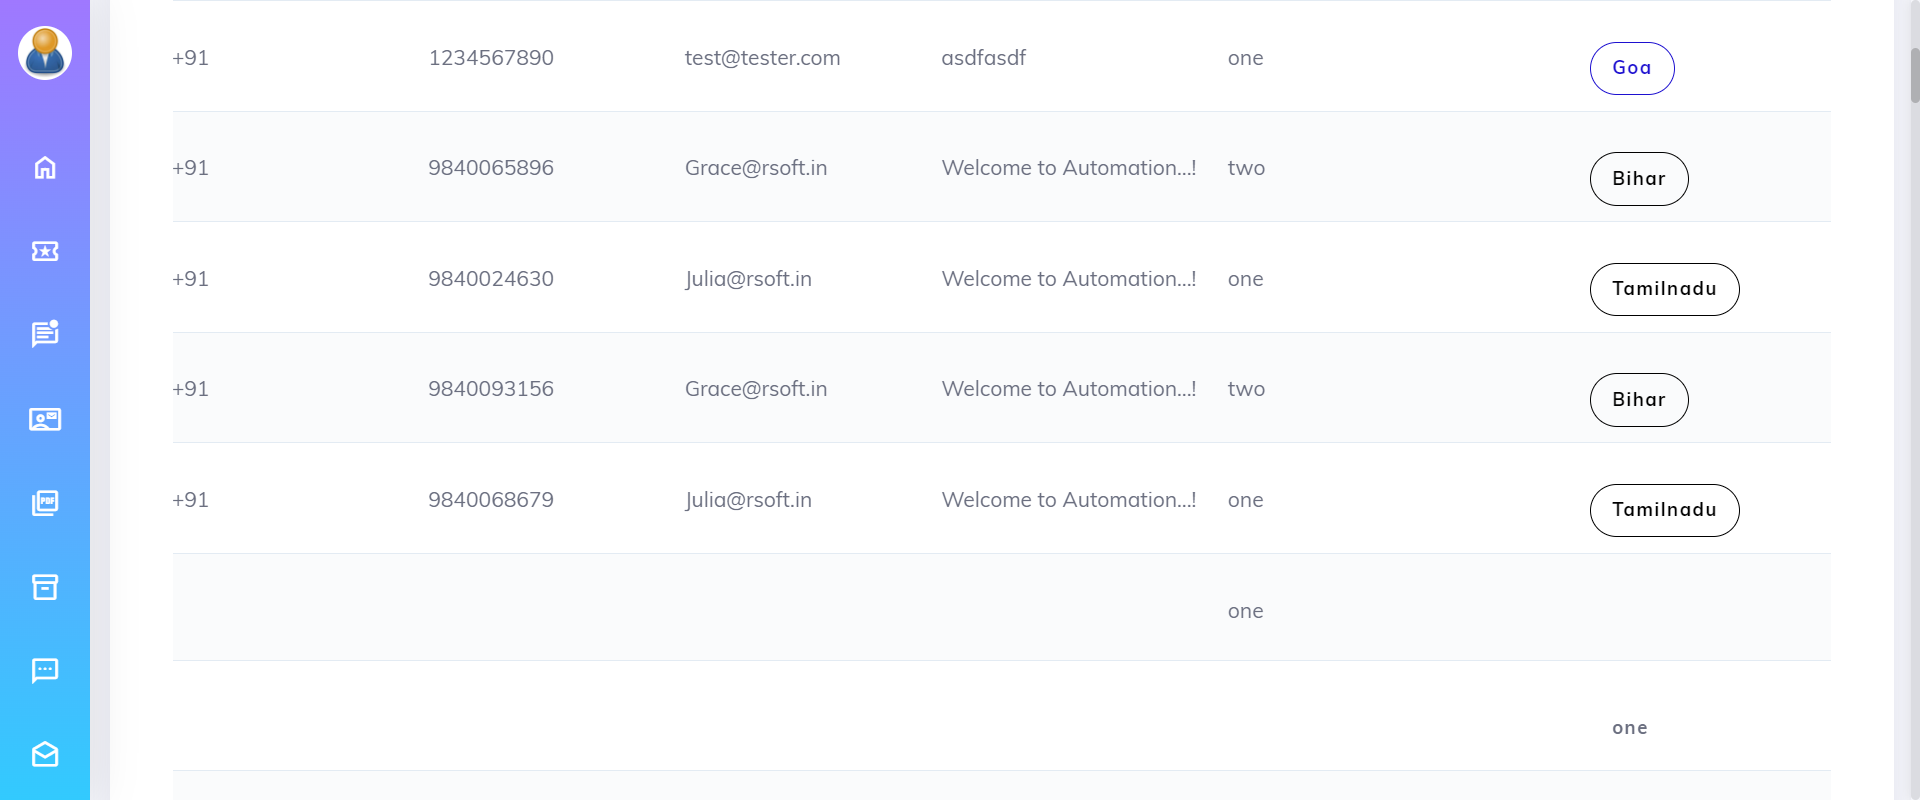 +91 1234567890 test@tester.com asdfasdf one Goa
+91 9840065896 Grace@rsoft.in Welcome to Automation...! two Bihar
+91 9840024630 Julia@rsoft.in Welcome to Automation...! one Tamilnadu
+91 9840093156 Grace@rsoft.in Welcome to Automation...! two Bihar
+91 9840068679 Julia@rsoft.in Welcome to Automation...! one Tamilnadu
PDF
one
one